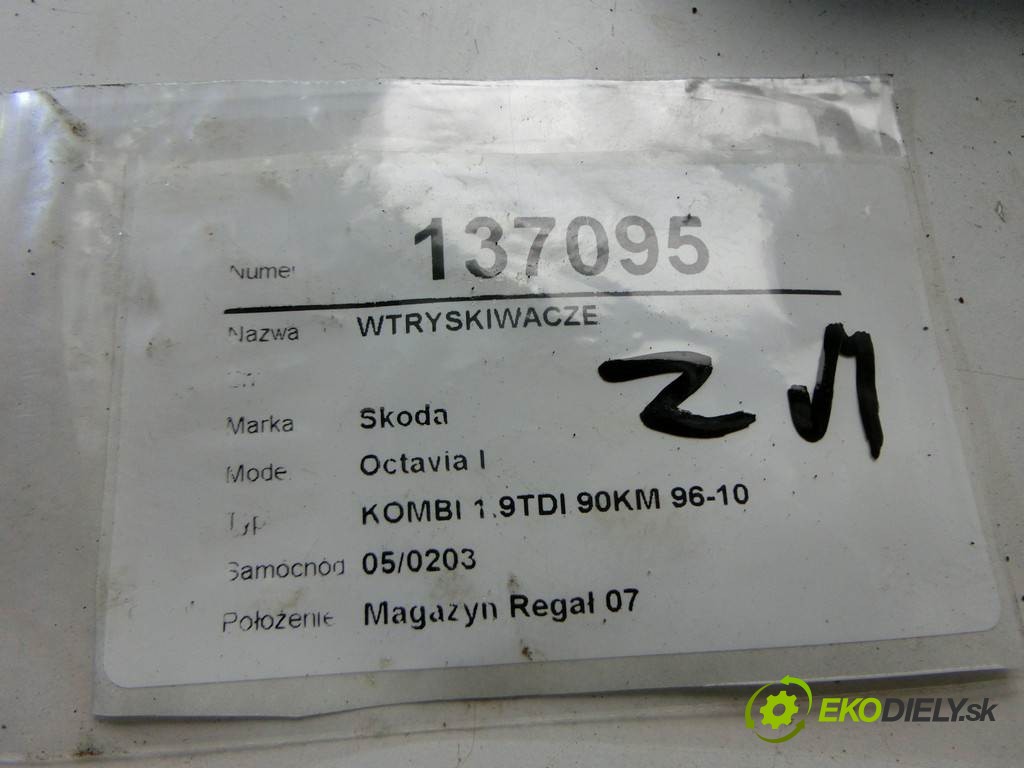 Numer 137095
Nazwa WTRYSKIWACZE
Marka Skoda
Model Octavia I
Typ KOMBI 1.9TDI 90KM 96-10
Samochód 05/0203
Położenie Magazyn Regał 07
EKODIELY.sk